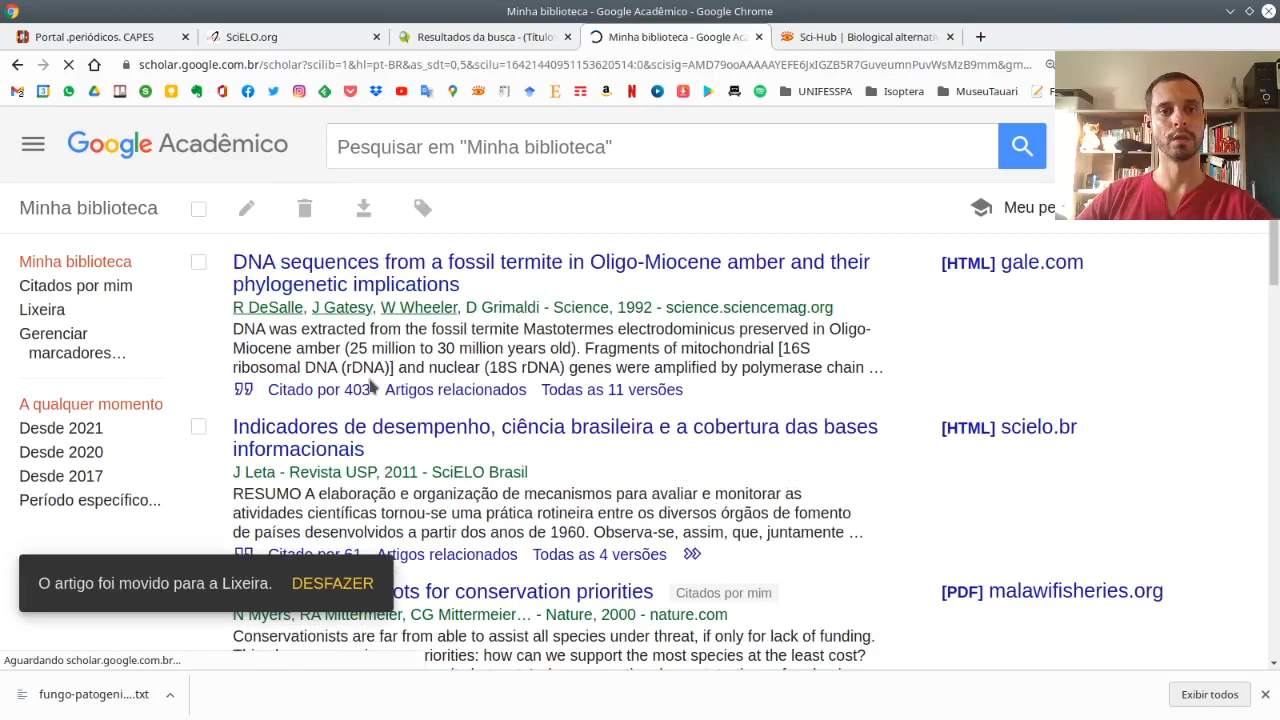 Minha biblioteca - Google Acadêmico - Google Chrome
Portal .periódicos. CAPES
SciELO.org
Resultados da busca - (Título
Minha biblioteca - Google Aca
Sci-Hub | Biological alternativ
scholar.google.com.br/scholar?scilib=1&hl=pt-BR&as_sdt=0,5&scilu=16421440951153620514:0&scisig=AMD79ooAAAAAYEFE6JxIGZB5R7GuveumnPuvWsMzB9mm&gm...
UNIFESSPA
Isoptera
MuseuTauari
Google Acadêmico
Pesquisar em "Minha biblioteca"
Minha biblioteca
Meu pe
Minha biblioteca
Citados por mim
Lixeira
Gerenciar
marcadores...
A qualquer momento
Desde 2021
Desde 2020
Desde 2017
Período específico...
DNA sequences from a fossil termite in Oligo-Miocene amber and their
phylogenetic implications
R DeSalle, J Gatesy, W Wheeler, D Grimaldi - Science, 1992 - science.sciencemag.org
DNA was extracted from the fossil termite Mastotermes electrodominicus preserved in Oligo-
Miocene amber (25 million to 30 million years old). Fragments of mitochondrial [16S
ribosomal DNA (rDNA)] and nuclear (18S rDNA) genes were amplified by polymerase chain ...
Citado por 403 Artigos relacionados Todas as 11 versões
[HTML] gale.com
Indicadores de desempenho, ciência brasileira e a cobertura das bases
informacionais
J Leta - Revista USP, 2011 - SciELO Brasil
RESUMO A elaboração e organização de mecanismos para avaliar e monitorar as
atividades científicas tornou-se uma prática rotineira entre os diversos órgãos de fomento
de países desenvolvidos a partir dos anos de 1960. Observa-se, assim, que, juntamente ...
Citado por 61 Artigos relacionados Todas as 4 versões
[HTML] scielo.br
ots for conservation priorities Citados por mim
N Myers, RA Mittermeier, CG Mittermeier... - Nature, 2000 - nature.com
Conservationists are far from able to assist all species under threat, if only for lack of funding.
riorities: how can we support the most species at the least cost?
[PDF] malawifisheries.org
O artigo foi movido para a Lixeira. DESFAZER
Aguardando scholar.google.com.br...
fungo-patogeni....txt
Exibir todos